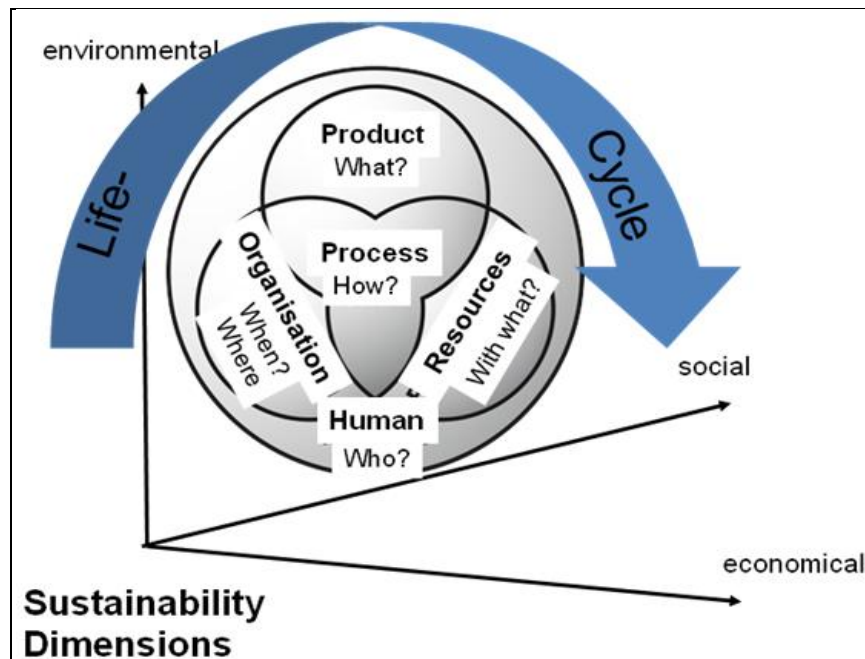 environmental
Life-
Cycle
Product
What?
Process
How?
Organisation
When?
Where
Resources
With what?
Human
Who?
social
economical
Sustainability
Dimensions